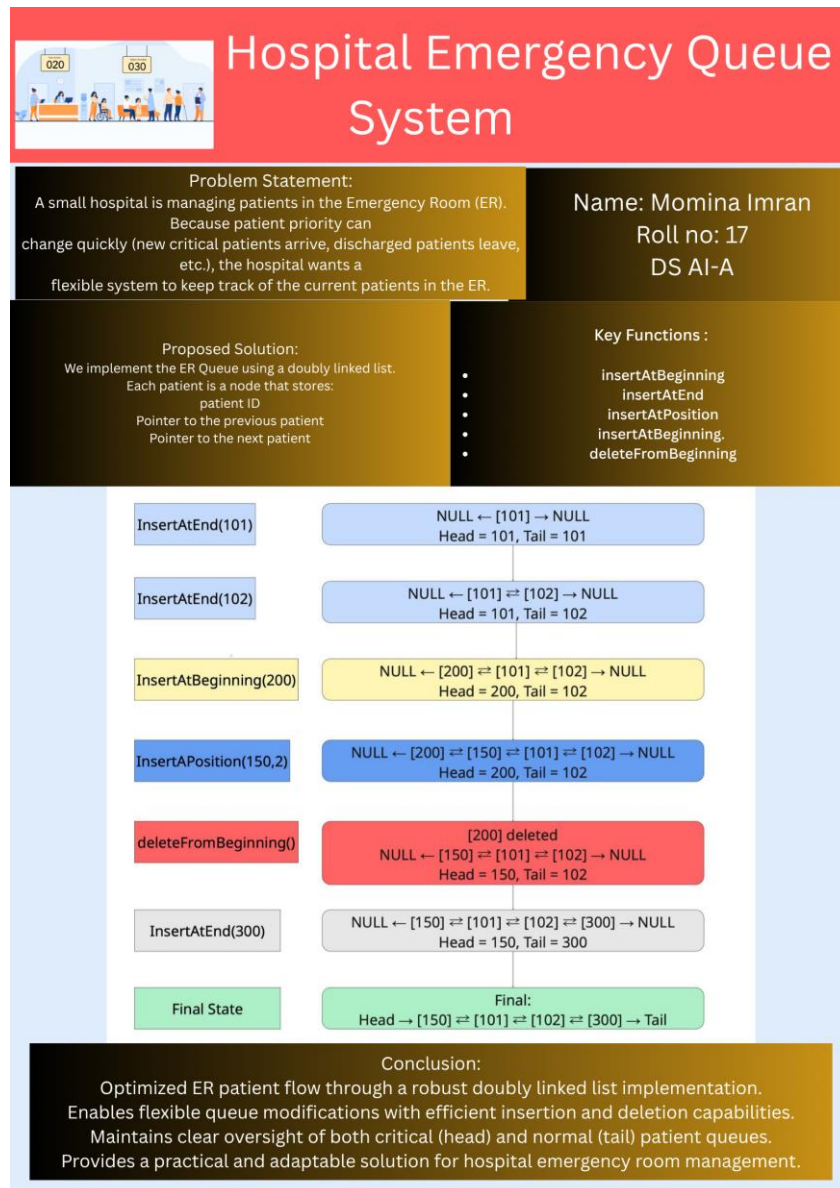 020
030
Hospital Emergency Queue
System
Problem Statement:
A small hospital is managing patients in the Emergency Room (ER).
Because patient priority can
change quickly (new critical patients arrive, discharged patients leave,
etc.), the hospital wants a
flexible system to keep track of the current patients in the ER.
Name: Momina Imran
Roll no: 17
DS AI-A
Proposed Solution:
We implement the ER Queue using a doubly linked list.
Each patient is a node that stores:
patient ID
Pointer to the previous patient
Pointer to the next patient
Key Functions :
• insertAtBeginning
• insertAtEnd
• insertAtPosition
• insertAtBeginning.
• deleteFromBeginning
InsertAtEnd(101)
NULL ← [101] → NULL
Head = 101, Tail = 101
InsertAtEnd(102)
NULL ← [101] ⇄ [102] → NULL
Head = 101, Tail = 102
InsertAtBeginning(200)
NULL ← [200] ⇄ [101] ⇄ [102] → NULL
Head = 200, Tail = 102
InsertAPosition(150,2)
NULL ← [200] ⇄ [150] ⇄ [101] ⇄ [102] → NULL
Head = 200, Tail = 102
deleteFromBeginning()
[200] deleted
NULL ← [150] ⇄ [101] ⇄ [102] → NULL
Head = 150, Tail = 102
InsertAtEnd(300)
NULL ← [150] ⇄ [101] ⇄ [102] ⇄ [300] → NULL
Head = 150, Tail = 300
Final State
Final:
Head → [150] ⇄ [101] ⇄ [102] ⇄ [300] → Tail
Conclusion:
Optimized ER patient flow through a robust doubly linked list implementation.
Enables flexible queue modifications with efficient insertion and deletion capabilities.
Maintains clear oversight of both critical (head) and normal (tail) patient queues.
Provides a practical and adaptable solution for hospital emergency room management.